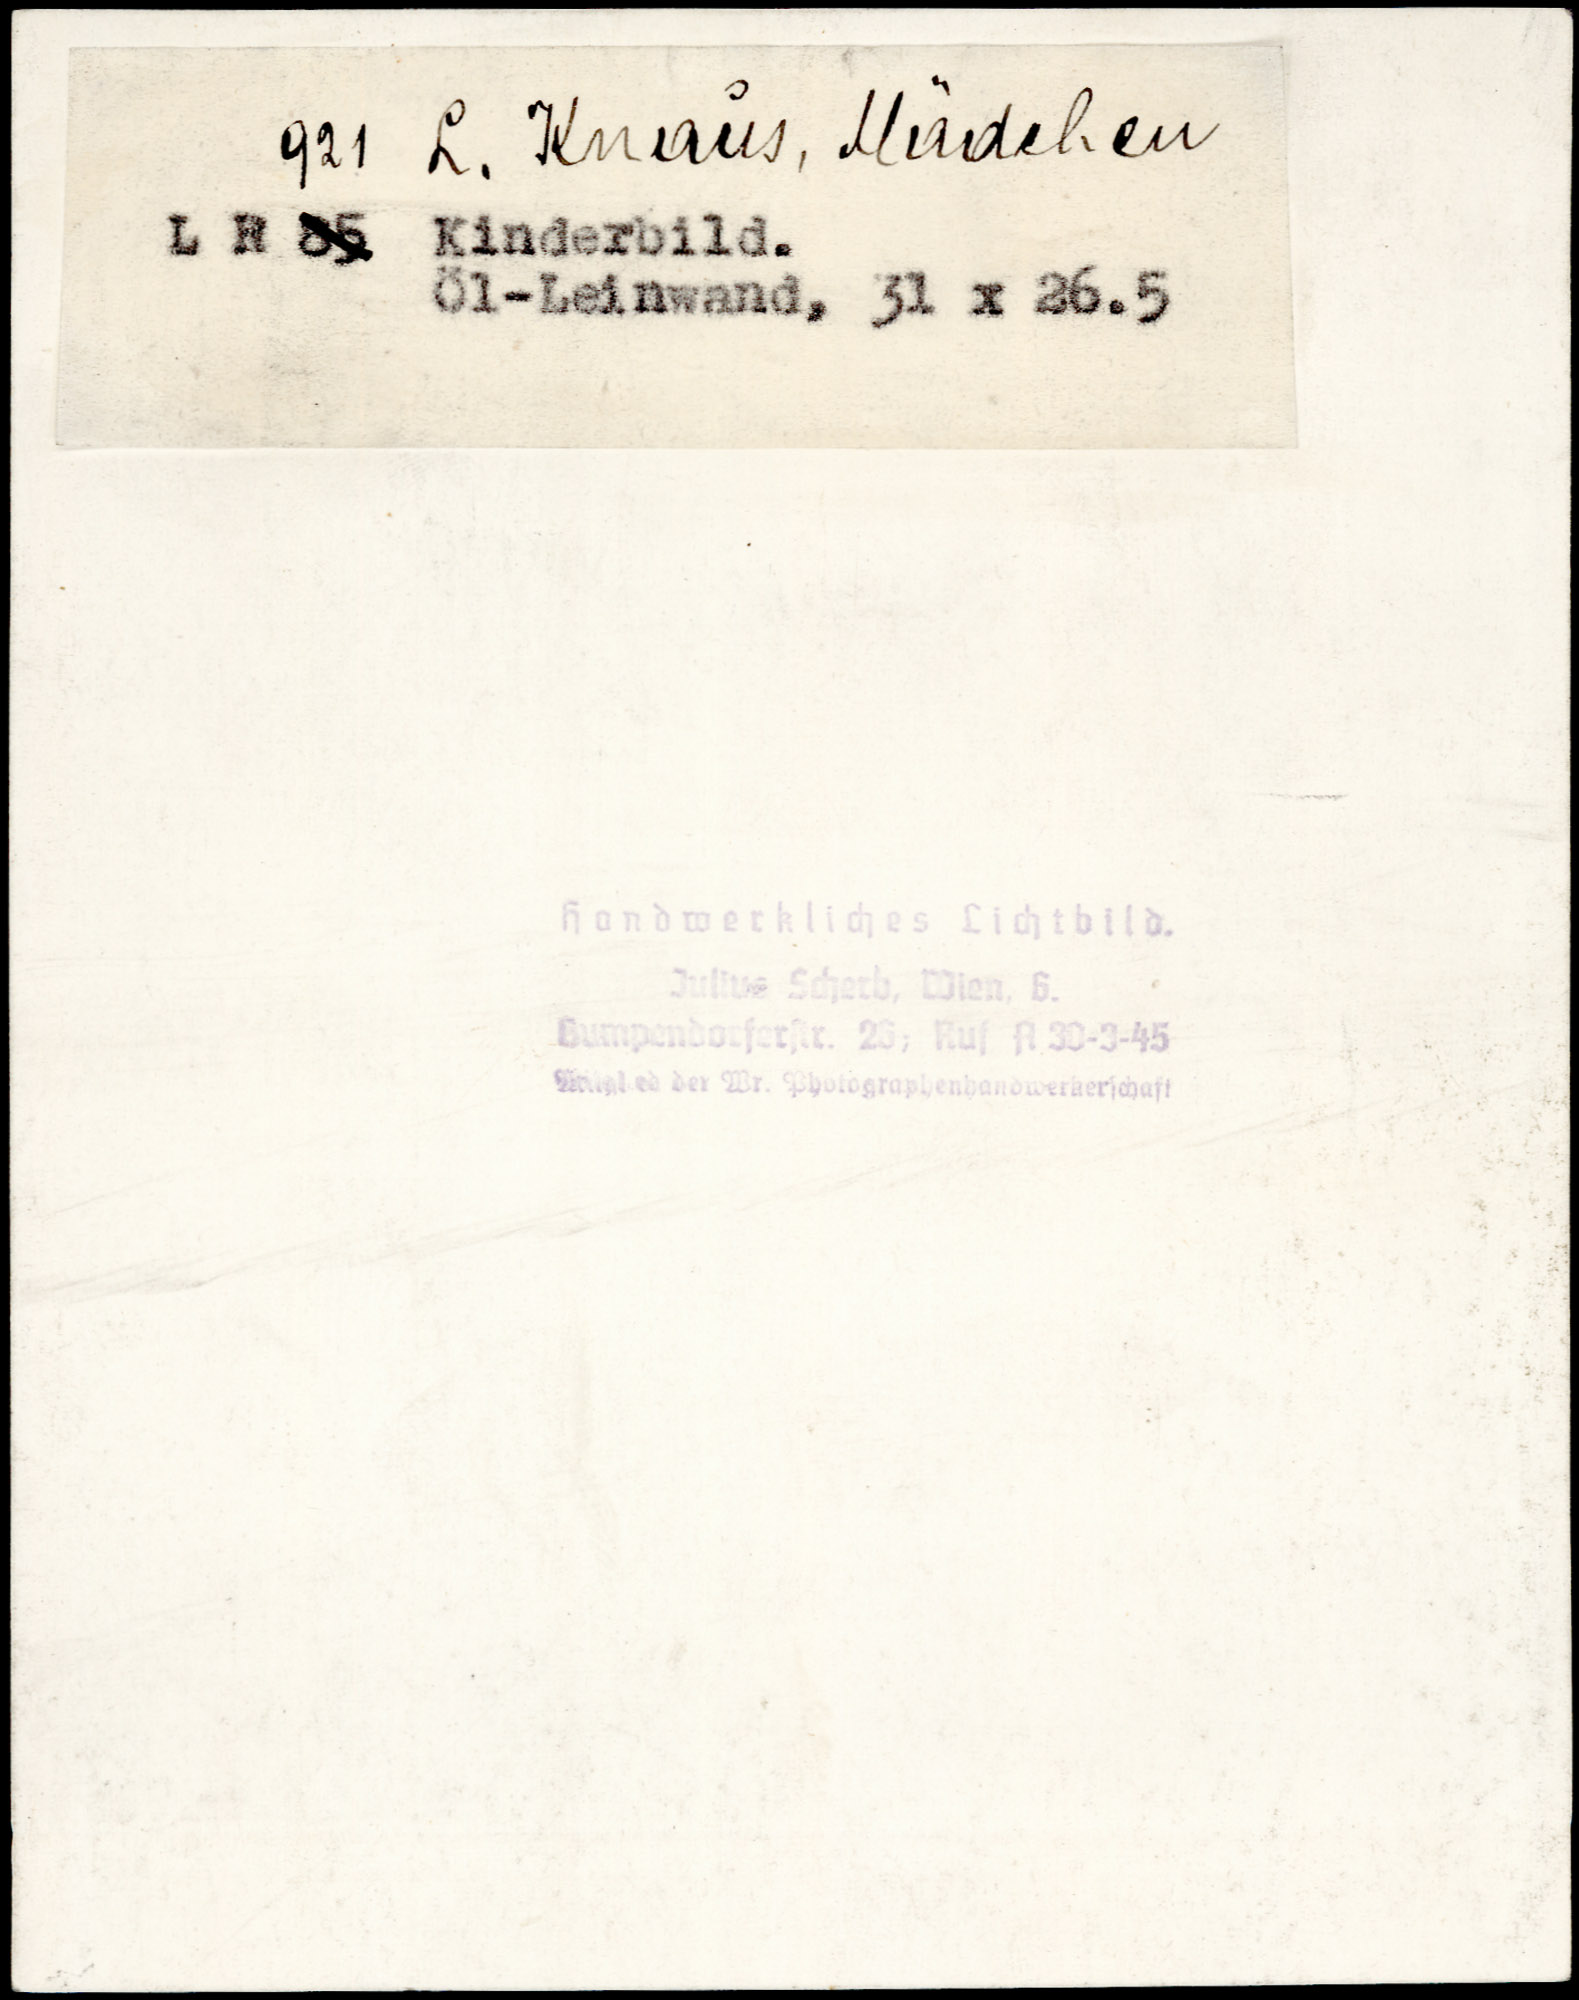 921 L. Knaus, Mädchen
L R 85 Kinderbild.
Öl-Leinwand, 31 x 26.5
Handwerkliches Lichtbild.
Julius Scherb, Wien, 6.
Gumpendorferstr. 26; Ruf A 30-3-45
Mitglied der Wr. Photographenhandwerkerschaft